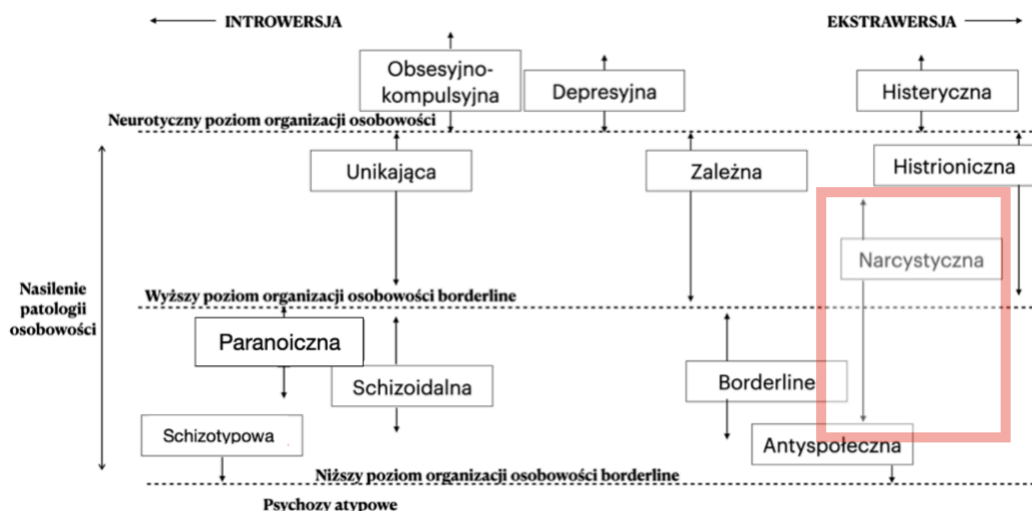 INTROWERSJA
EKSTRAWERSJA
Obsesyjno-
kompulsyjna
Depresyjna
Histeryczna
Neurotyczny poziom organizacji osobowości
Unikająca
Zależna
Histrioniczna
Narcystyczna
Nasilenie
patologii
osobowości
Wyższy poziom organizacji osobowości borderline
Paranoiczna
Schizoidalna
Borderline
Schizotypowa
Antyspołeczna
Niższy poziom organizacji osobowości borderline
Psychozy atypowe